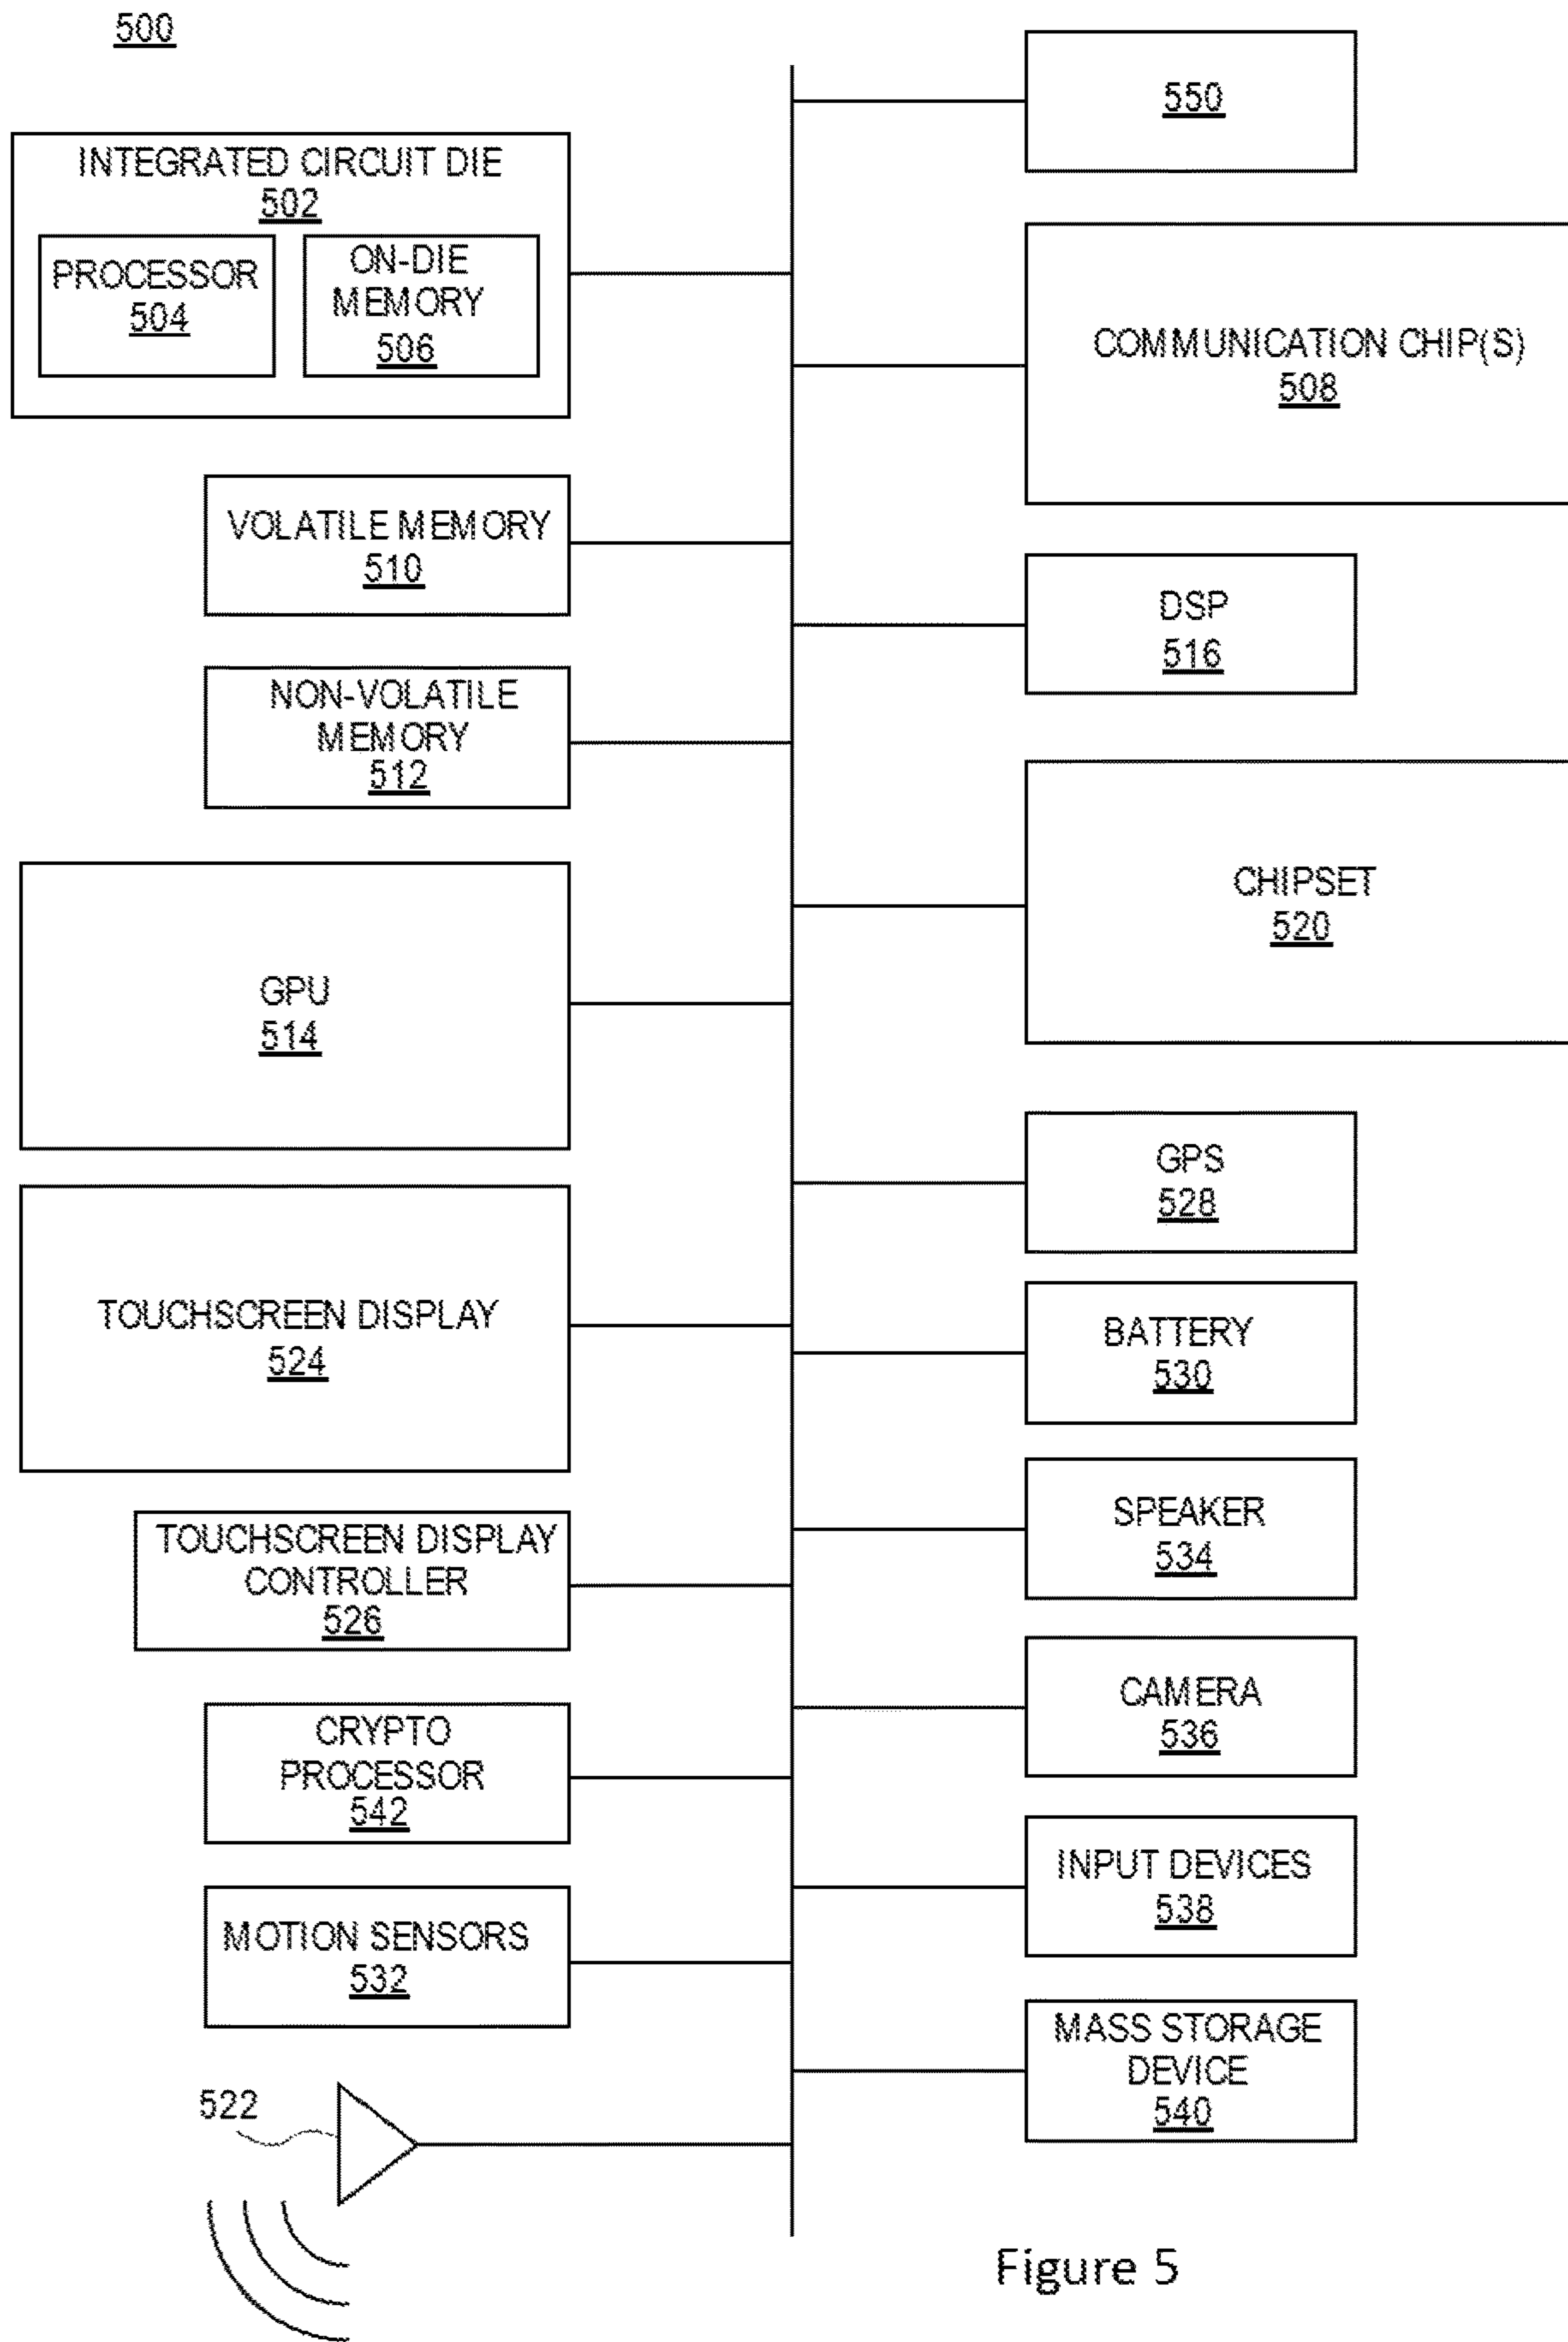 500
INTEGRATED CIRCUIT DIE
502
PROCESSOR
504
ON-DIE
MEMORY
506
VOLATILE MEMORY
510
NON-VOLATILE
MEMORY
512
GPU
514
TOUCHSCREEN DISPLAY
524
TOUCHSCREEN DISPLAY
CONTROLLER
526
CRYPTO
PROCESSOR
542
MOTION SENSORS
532
522
550
COMMUNICATION CHIP(S)
508
DSP
516
CHIPSET
520
GPS
528
BATTERY
530
SPEAKER
534
CAMERA
536
INPUT DEVICES
538
MASS STORAGE
DEVICE
540
Figure 5